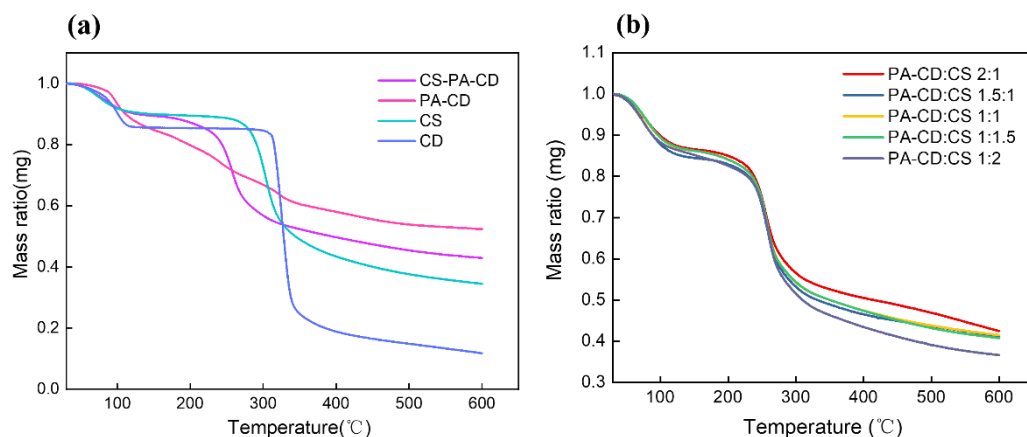 (a)
Mass ratio(mg)
1.0
0.8
0.6
0.4
0.2
0.0
CS-PA-CD
PA-CD
CS
CD
100 200 300 400 500 600
Temperature(℃)
(b)
Mass ratio (mg)
1.1
1.0
0.9
0.8
0.7
0.6
0.5
0.4
0.3
PA-CD:CS 2:1
PA-CD:CS 1.5:1
PA-CD:CS 1:1
PA-CD:CS 1:1.5
PA-CD:CS 1:2
100 200 300 400 500 600
Temperature (℃)